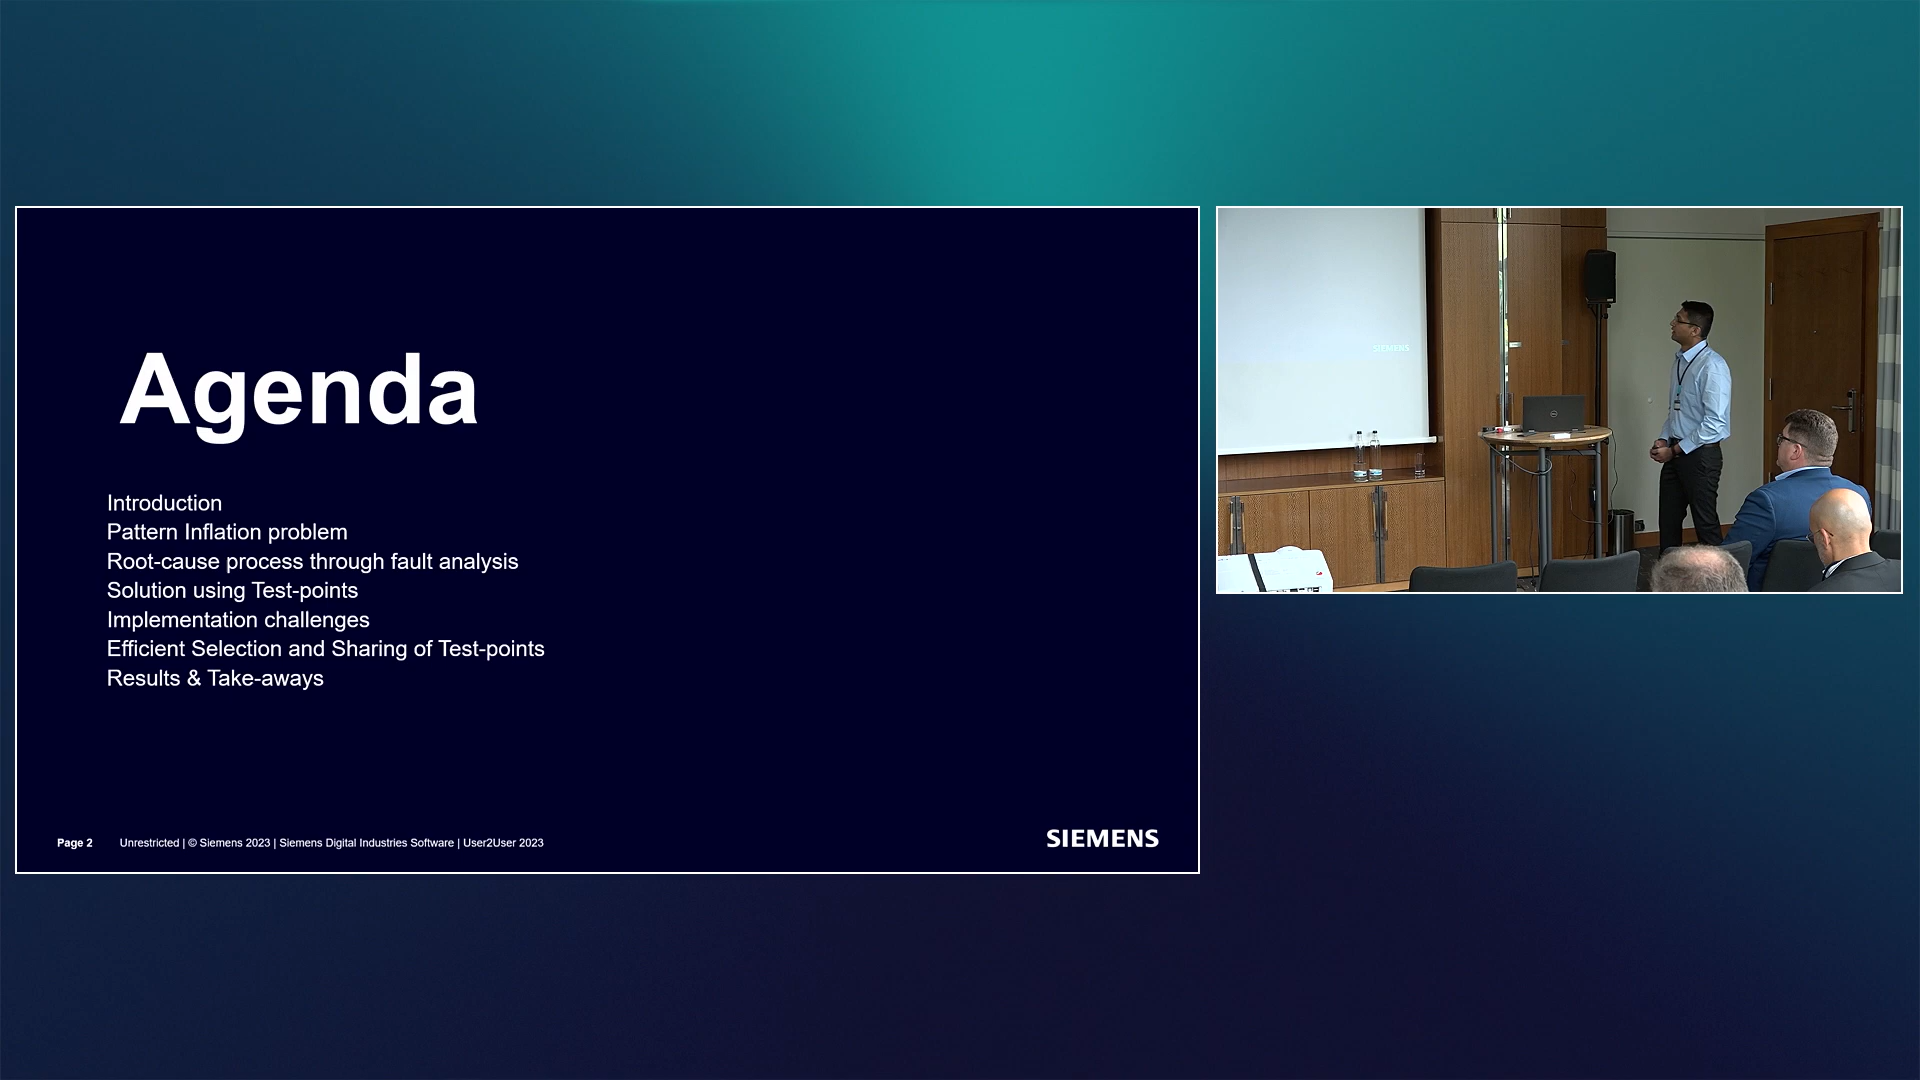 Agenda
Introduction
Pattern Inflation problem
Root-cause process through fault analysis
Solution using Test-points
Implementation challenges
Efficient Selection and Sharing of Test-points
Results & Take-aways
Page 2 Unrestricted | © Siemens 2023 | Siemens Digital Industries Software | User2User 2023
SIEMENS
SIEMENS